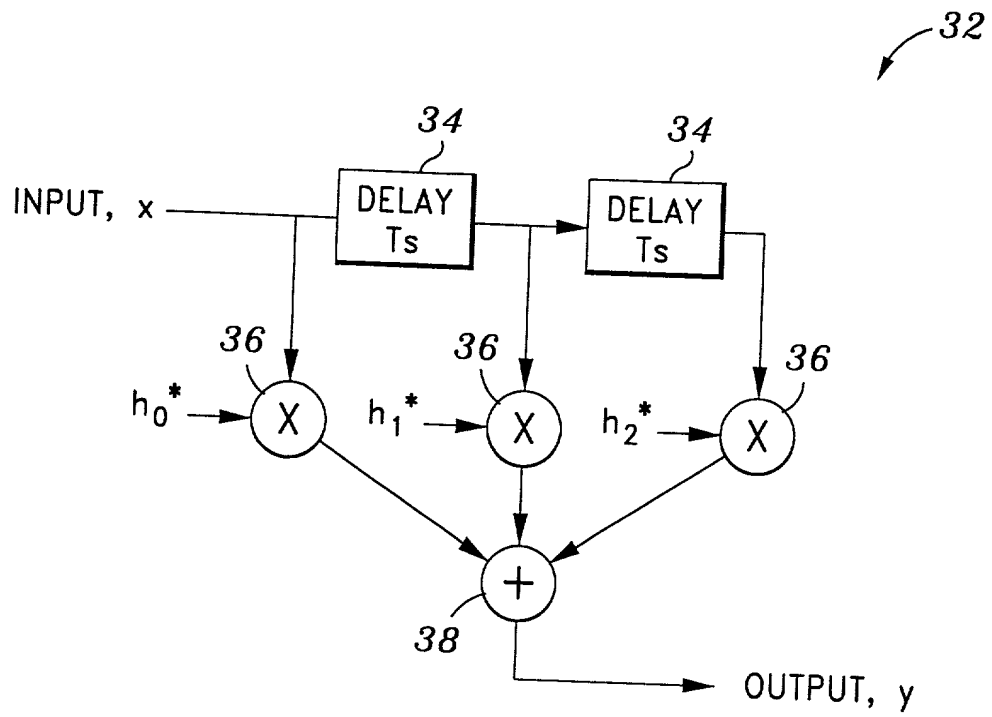 32
34
34
INPUT, x
DELAY
Ts
DELAY
Ts
36
36
36
h₀*
h₁*
h₂*
X
X
X
+
38
OUTPUT, y